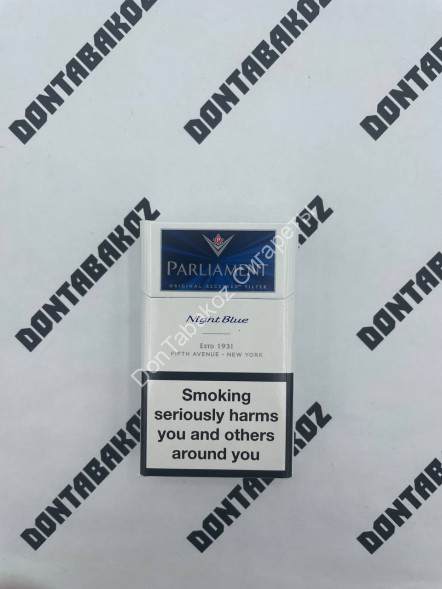 DONTABAKOZ
DONTABAKOZ
DONTABAKOZ
DONTABAKOZ
DONTABAKOZ
PARLIAMENT
ORIGINAL RECESSED FILTER
Night Blue
ESTD 1931
FIFTH AVENUE • NEW YORK
DonTabakoz Сигареты
Smoking
seriously harms
you and others
around you
DONTABAKOZ
DONTABAKOZ
DONTABAKOZ